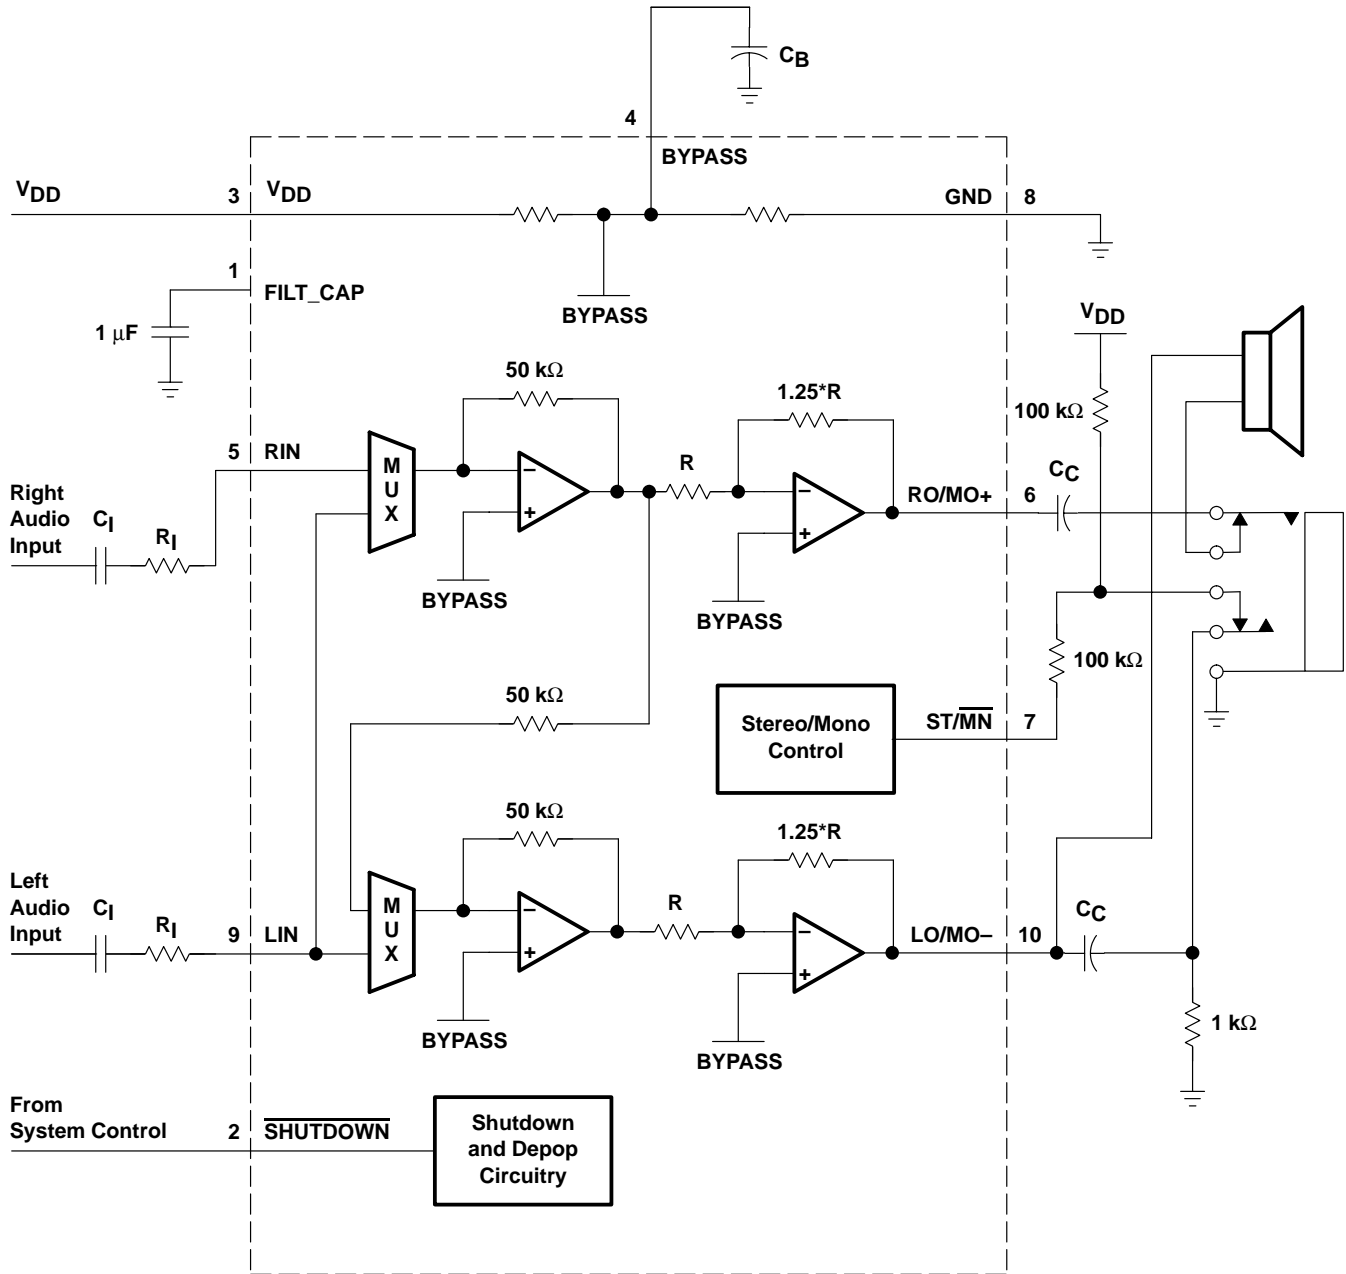 CB
4
BYPASS
VDD
3
VDD
GND
8
1
FILT_CAP
BYPASS
1 µF
VDD
50 kΩ
1.25*R
100 kΩ
5
RIN
M
U
X
–
+
R
–
+
RO/MO+
6
CC
Right
Audio
Input
CI
RI
BYPASS
BYPASS
100 kΩ
50 kΩ
Stereo/Mono
Control
ST/M̅N̅
7
50 kΩ
1.25*R
Left
Audio
Input
CI
RI
9
LIN
M
U
X
–
+
R
–
+
LO/MO–
10
CC
BYPASS
BYPASS
1 kΩ
From
System Control
2
S̅H̅U̅T̅D̅O̅W̅N̅
Shutdown
and Depop
Circuitry